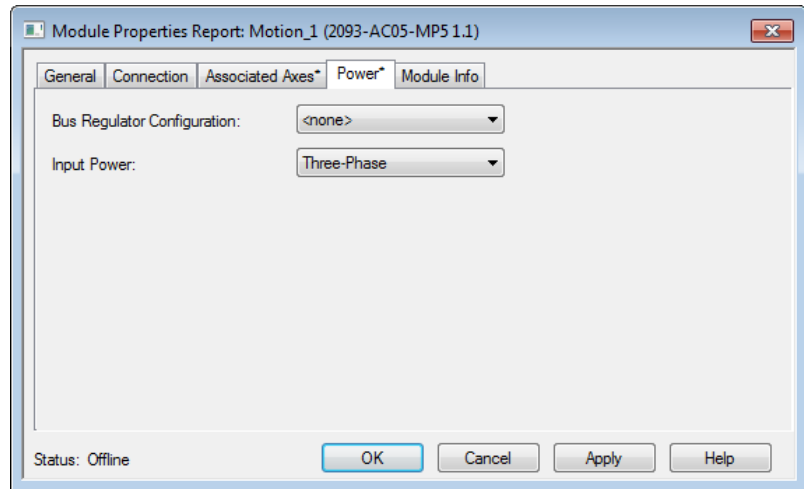 Module Properties Report: Motion_1 (2093-AC05-MP5 1.1)
General Connection Associated Axes* Power* Module Info
Bus Regulator Configuration: <none>
Input Power: Three-Phase
Status: Offline OK Cancel Apply Help